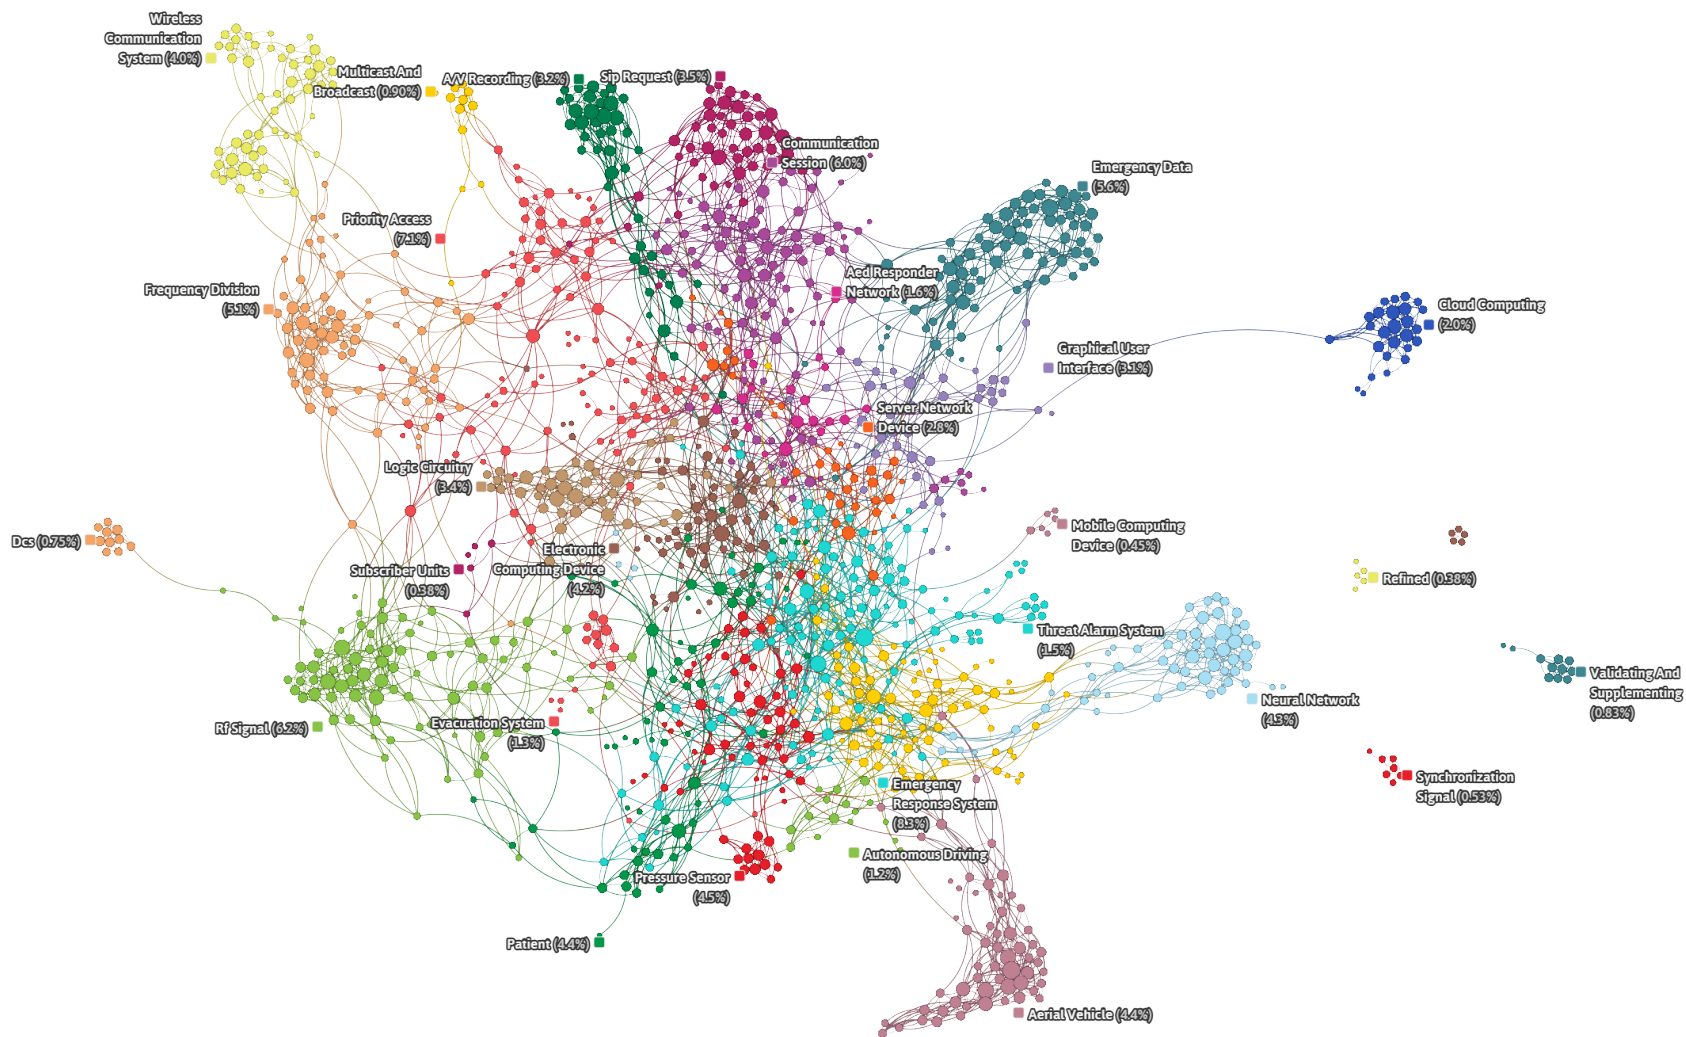 Wireless
Communication
System (4.0%)
Multicast And
Broadcast (0.90%)
A/V Recording (3.2%)
Sip Request (3.5%)
Communication
Session (6.0%)
Emergency Data
(5.6%)
Priority Access
(7.1%)
Frequency Division
(5.1%)
Aed Responder
Network (1.6%)
Cloud Computing
(2.0%)
Graphical User
Interface (3.1%)
Server Network
Device (2.8%)
Logic Circuitry
(3.4%)
Dcs (0.75%)
Mobile Computing
Device (0.45%)
Electronic
Computing Device
(4.2%)
Subscriber Units
(0.38%)
Refined (0.38%)
Threat Alarm System
(1.5%)
Validating And
Supplementing
(0.83%)
Neural Network
(4.3%)
Rf Signal (6.2%)
Evacuation System
(1.3%)
Synchronization
Signal (0.53%)
Emergency
Response System
(8.3%)
Autonomous Driving
(1.2%)
Pressure Sensor
(4.5%)
Patient (4.4%)
Aerial Vehicle (4.4%)